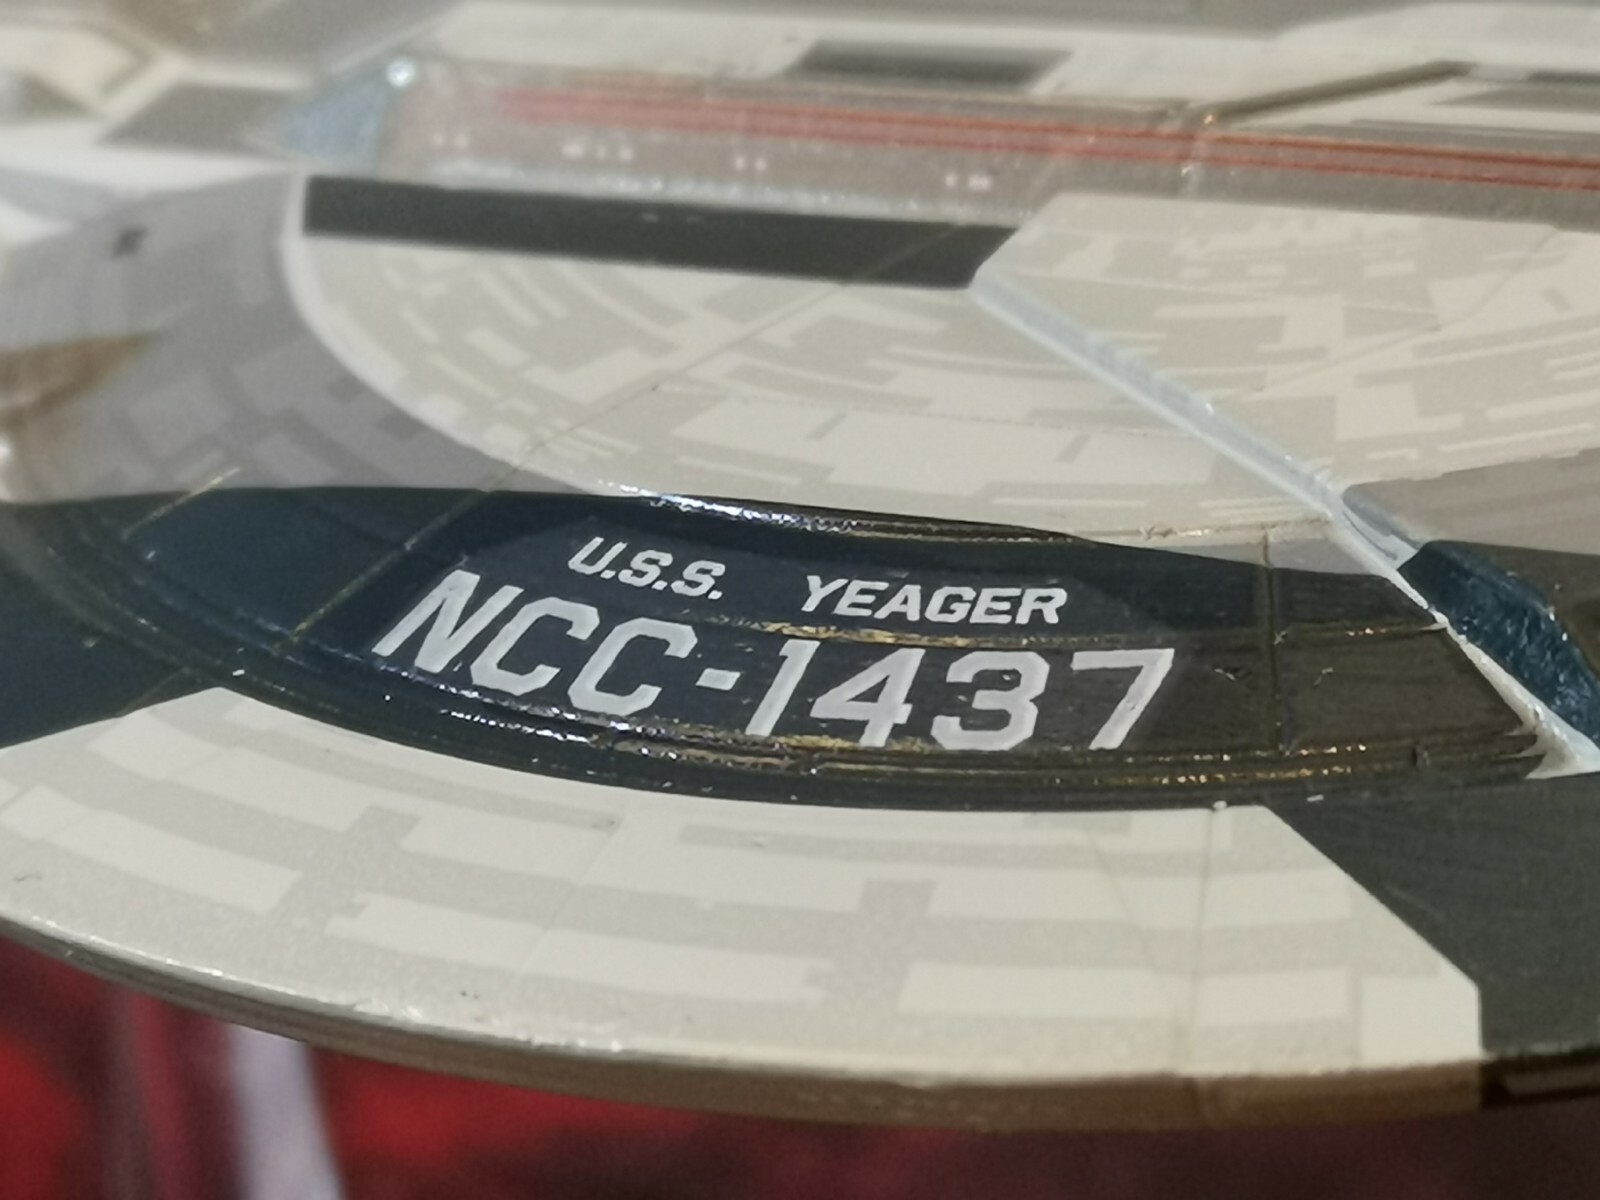 U.S.S. YEAGER
NCC-1437